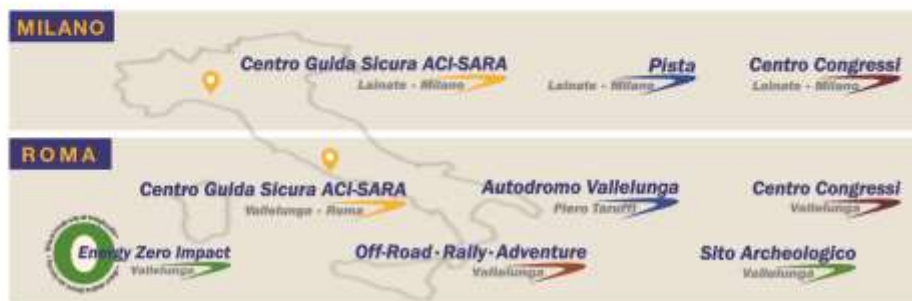 MILANO
Centro Guida Sicura ACI-SARA
Lainate - Milano
Pista
Lainate - Milano
Centro Congressi
Lainate - Milano
ROMA
Centro Guida Sicura ACI-SARA
Vallelunga - Roma
Autodromo Vallelunga
Piero Taruffi
Centro Congressi
Vallelunga
Energy Zero Impact
Vallelunga
Off-Road - Rally - Adventure
Vallelunga
Sito Archeologico
Vallelunga